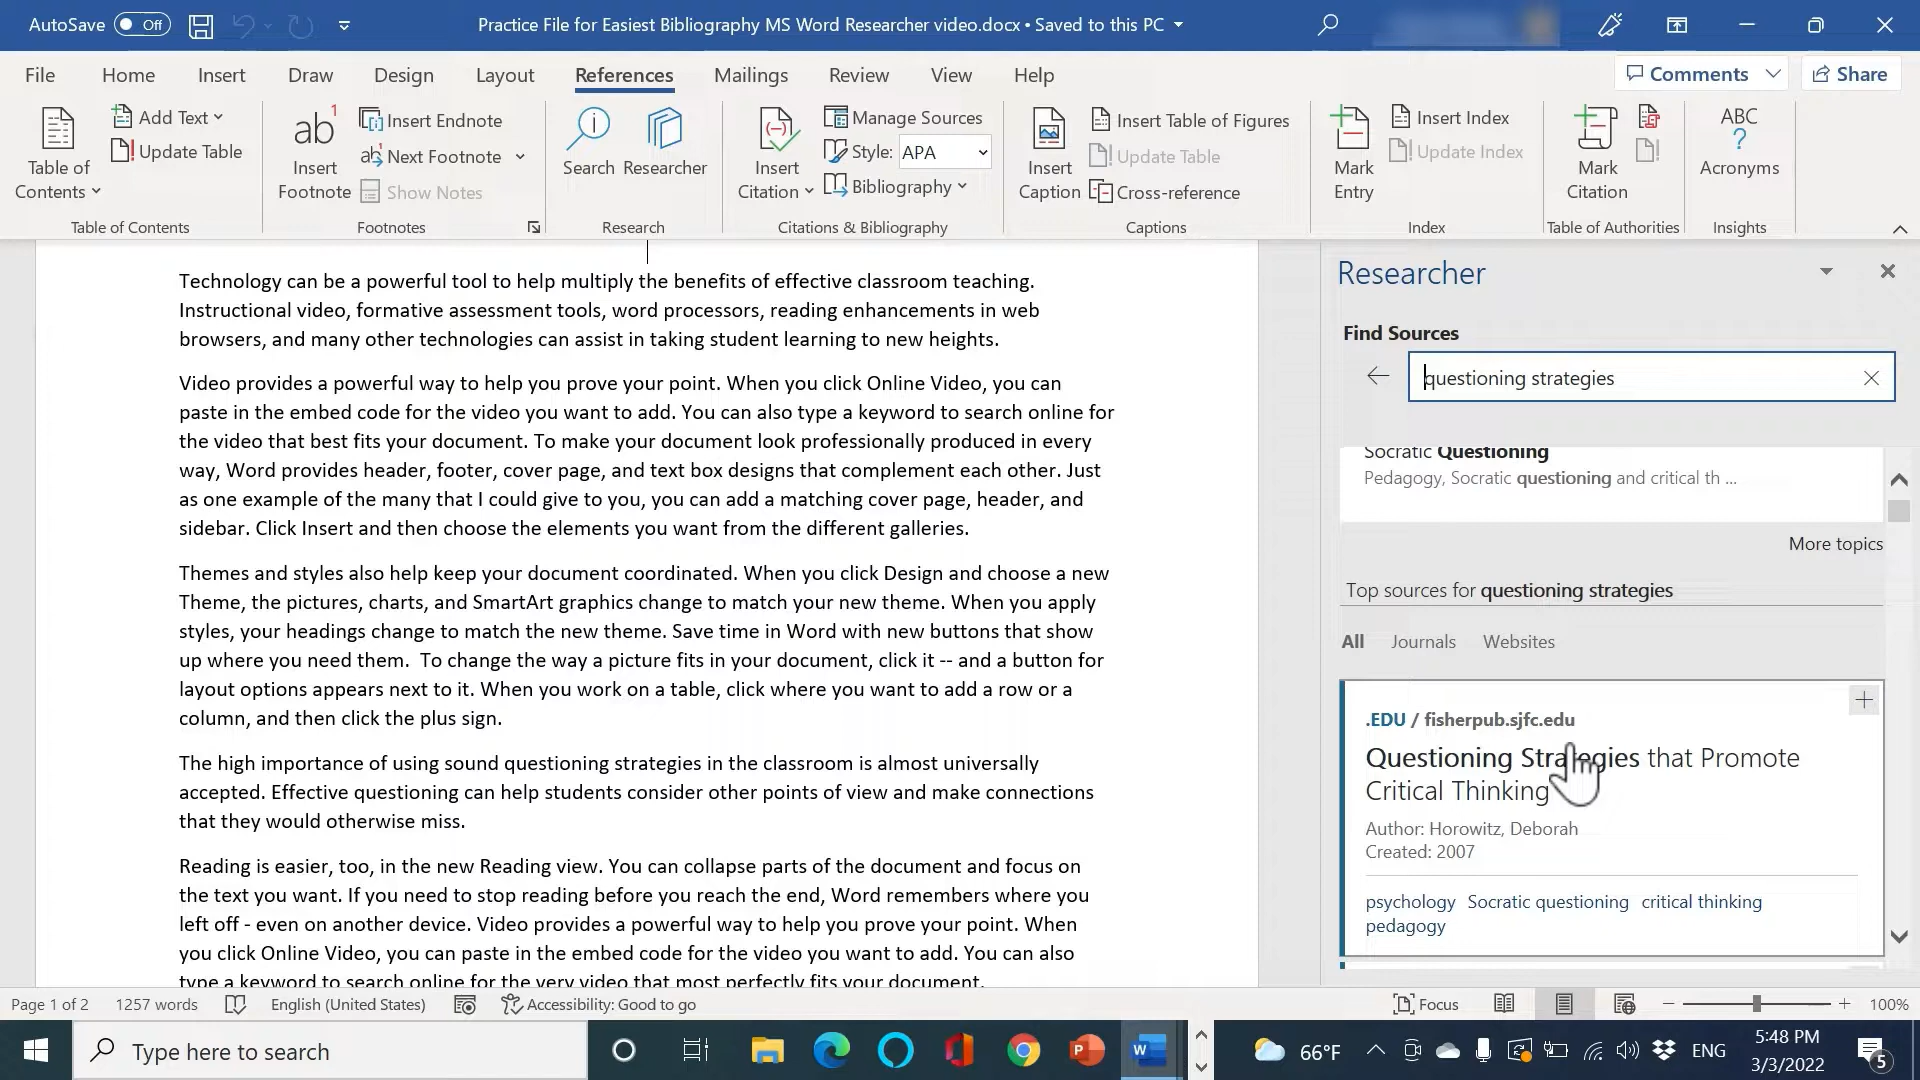 AutoSave Off
Practice File for Easiest Bibliography MS Word Researcher video.docx • Saved to this PC
File Home Insert Draw Design Layout References Mailings Review View Help
Comments Share
Table of Contents
Add Text
Update Table
Table of Contents
ab1
Insert Footnote
Insert Endnote
Next Footnote
Show Notes
Footnotes
Search
Researcher
Research
Insert Citation
Manage Sources
Style: APA
Bibliography
Citations & Bibliography
Insert Caption
Insert Table of Figures
Update Table
Cross-reference
Captions
Mark Entry
Insert Index
Update Index
Index
Mark Citation
Table of Authorities
ABC
?
Acronyms
Insights
Technology can be a powerful tool to help multiply the benefits of effective classroom teaching.
Instructional video, formative assessment tools, word processors, reading enhancements in web
browsers, and many other technologies can assist in taking student learning to new heights.
Video provides a powerful way to help you prove your point. When you click Online Video, you can
paste in the embed code for the video you want to add. You can also type a keyword to search online for
the video that best fits your document. To make your document look professionally produced in every
way, Word provides header, footer, cover page, and text box designs that complement each other. Just
as one example of the many that I could give to you, you can add a matching cover page, header, and
sidebar. Click Insert and then choose the elements you want from the different galleries.
Themes and styles also help keep your document coordinated. When you click Design and choose a new
Theme, the pictures, charts, and SmartArt graphics change to match your new theme. When you apply
styles, your headings change to match the new theme. Save time in Word with new buttons that show
up where you need them.  To change the way a picture fits in your document, click it -- and a button for
layout options appears next to it. When you work on a table, click where you want to add a row or a
column, and then click the plus sign.
The high importance of using sound questioning strategies in the classroom is almost universally
accepted. Effective questioning can help students consider other points of view and make connections
that they would otherwise miss.
Reading is easier, too, in the new Reading view. You can collapse parts of the document and focus on
the text you want. If you need to stop reading before you reach the end, Word remembers where you
left off - even on another device. Video provides a powerful way to help you prove your point. When
you click Online Video, you can paste in the embed code for the video you want to add. You can also
type a keyword to search online for the very video that most perfectly fits your document.
Researcher
Find Sources
questioning strategies
Socratic Questioning
Pedagogy, Socratic questioning and critical th ...
More topics
Top sources for questioning strategies
All Journals Websites
.EDU / fisherpub.sjfc.edu
Questioning Strategies that Promote
Critical Thinking
Author: Horowitz, Deborah
Created: 2007
psychology Socratic questioning critical thinking
pedagogy
Page 1 of 2 1257 words English (United States) Accessibility: Good to go Focus 100%
Type here to search
P
W
66°F
ENG
5:48 PM
3/3/2022
5